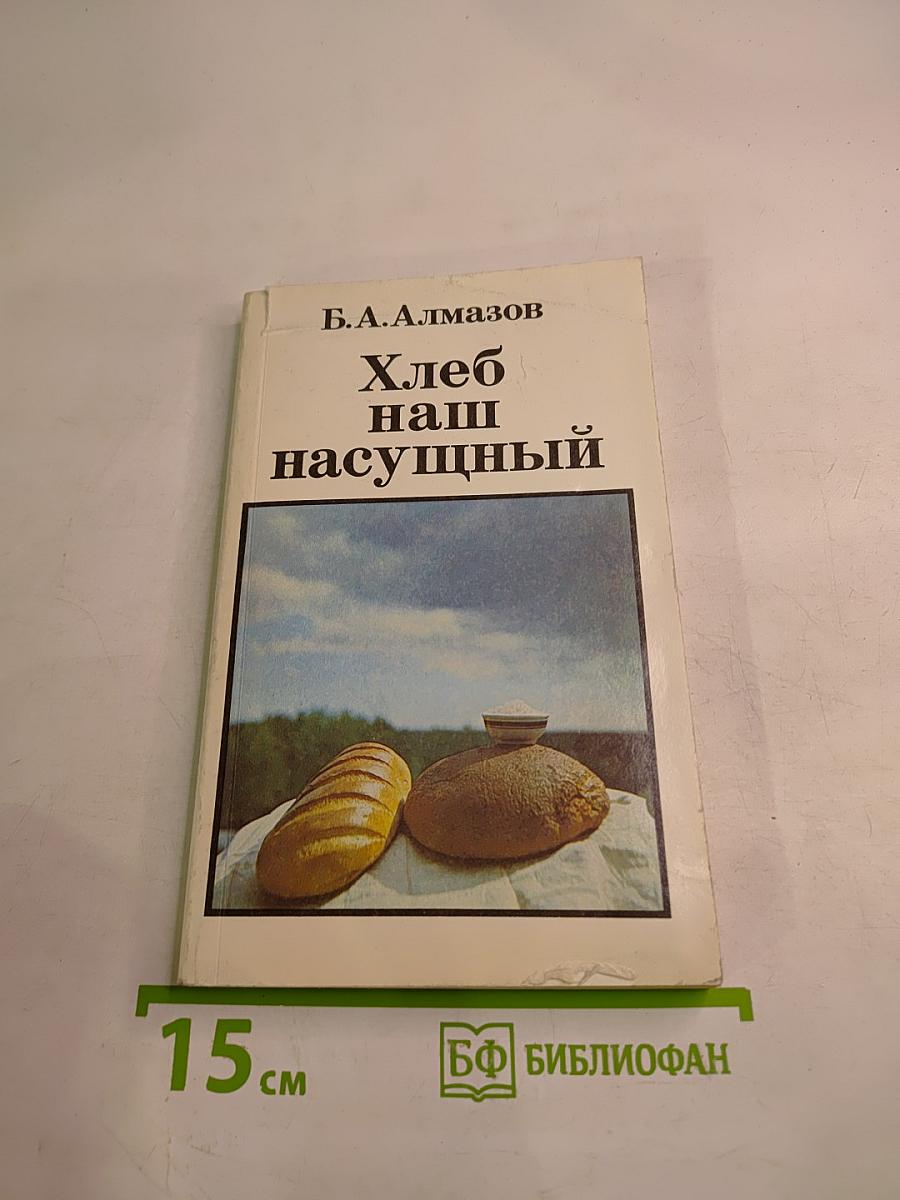 Б.А.Алмазов
Хлеб
наш
насущный
15 см
БФ БИБЛИОФАН